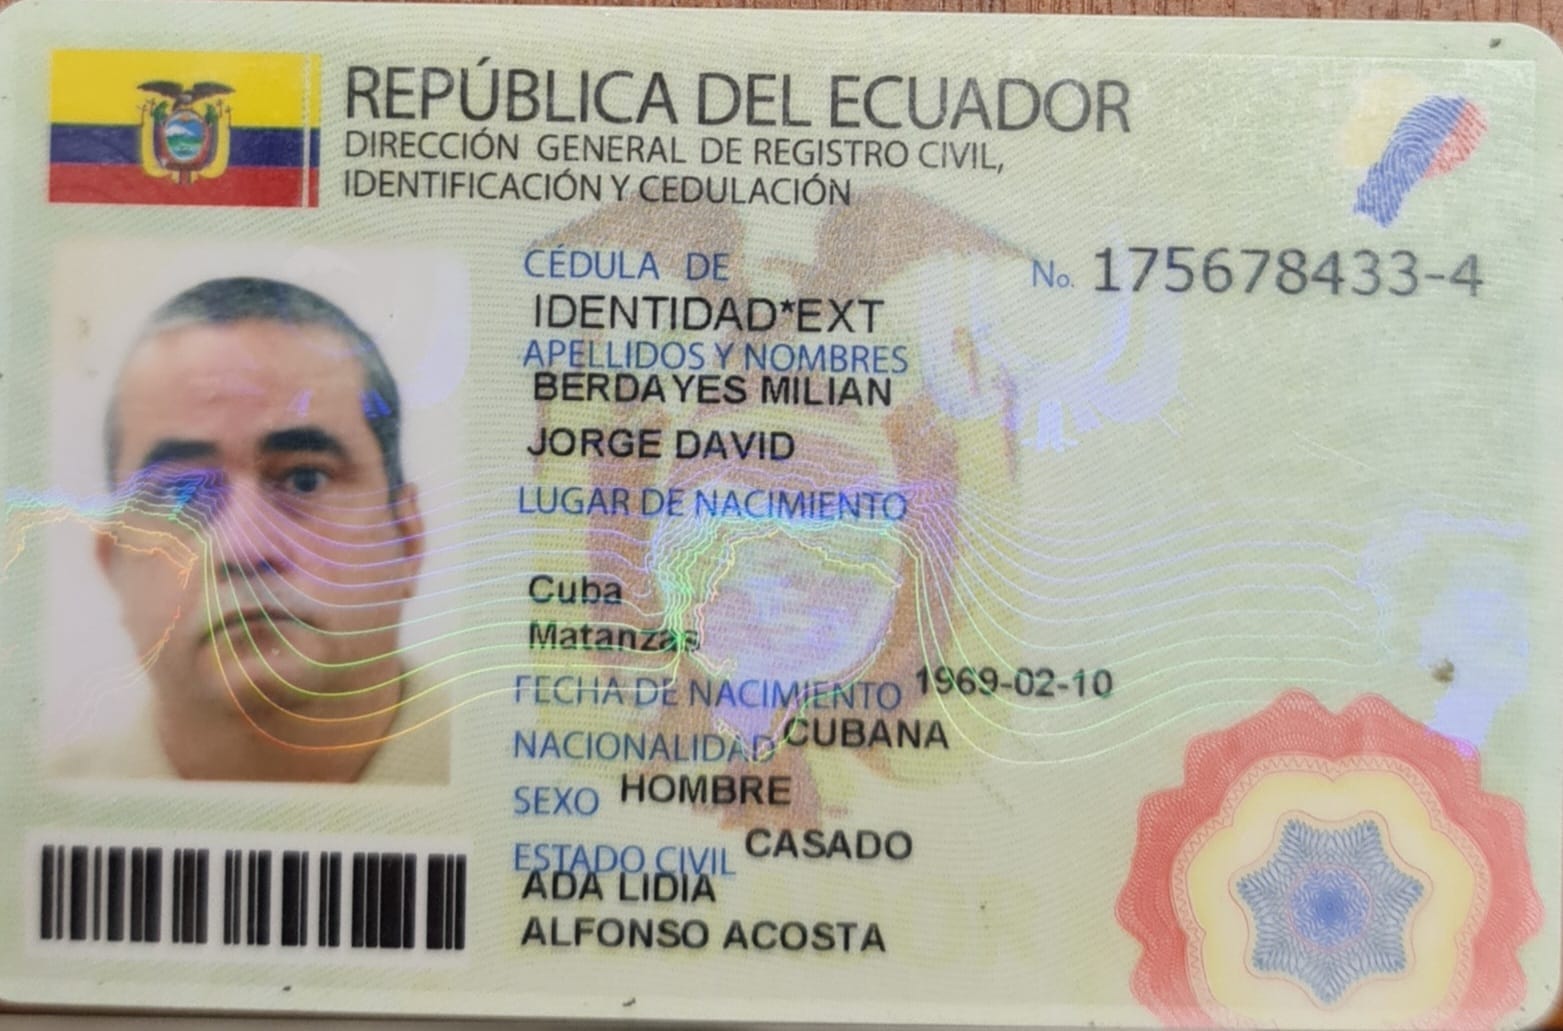 REPÚBLICA DEL ECUADOR
DIRECCIÓN GENERAL DE REGISTRO CIVIL,
IDENTIFICACIÓN Y CEDULACIÓN
CÉDULA DE No. 175678433-4
IDENTIDAD*EXT
APELLIDOS Y NOMBRES
BERDAYES MILIAN
JORGE DAVID
LUGAR DE NACIMIENTO
Cuba
Matanzas
FECHA DE NACIMIENTO 1969-02-10
NACIONALIDAD CUBANA
SEXO HOMBRE
ESTADO CIVIL CASADO
ADA LIDIA
ALFONSO ACOSTA